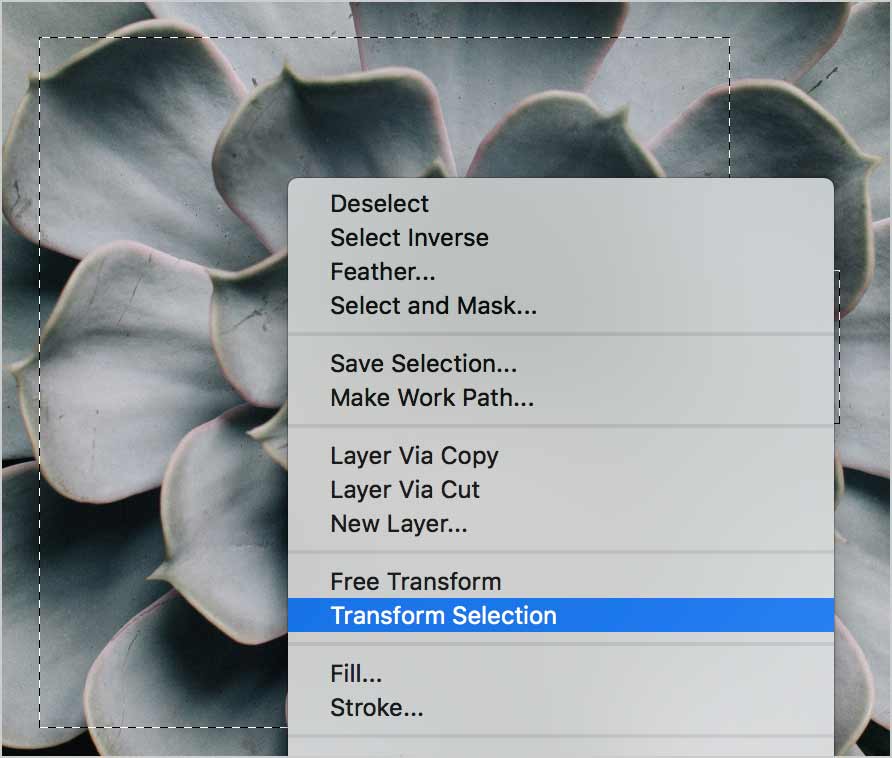 Deselect
Select Inverse
Feather...
Select and Mask...
Save Selection...
Make Work Path...
Layer Via Copy
Layer Via Cut
New Layer...
Free Transform
Transform Selection
Fill...
Stroke...